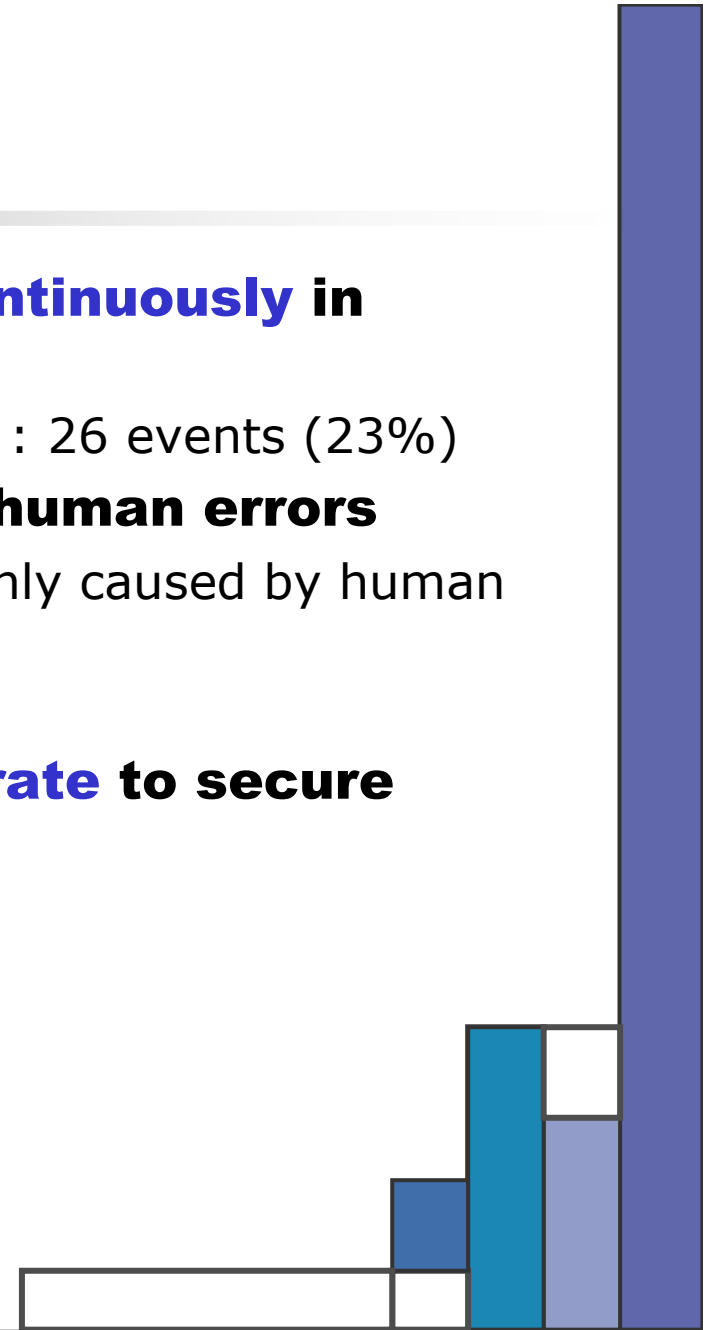 ntinuously in
: 26 events (23%)
human errors
nly caused by human
rate to secure